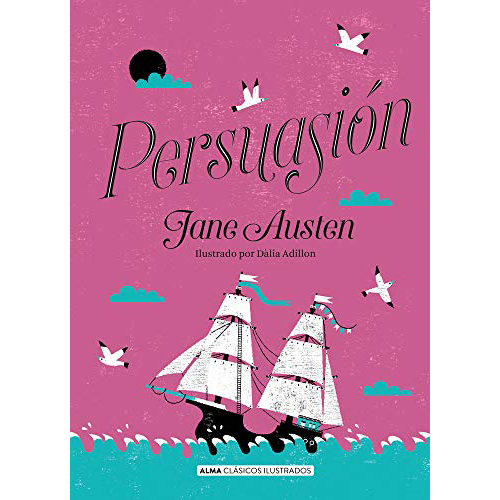 Persuasión
Jane Austen
Ilustrado por Dàlia Adillon
ALMA CLÁSICOS ILUSTRADOS